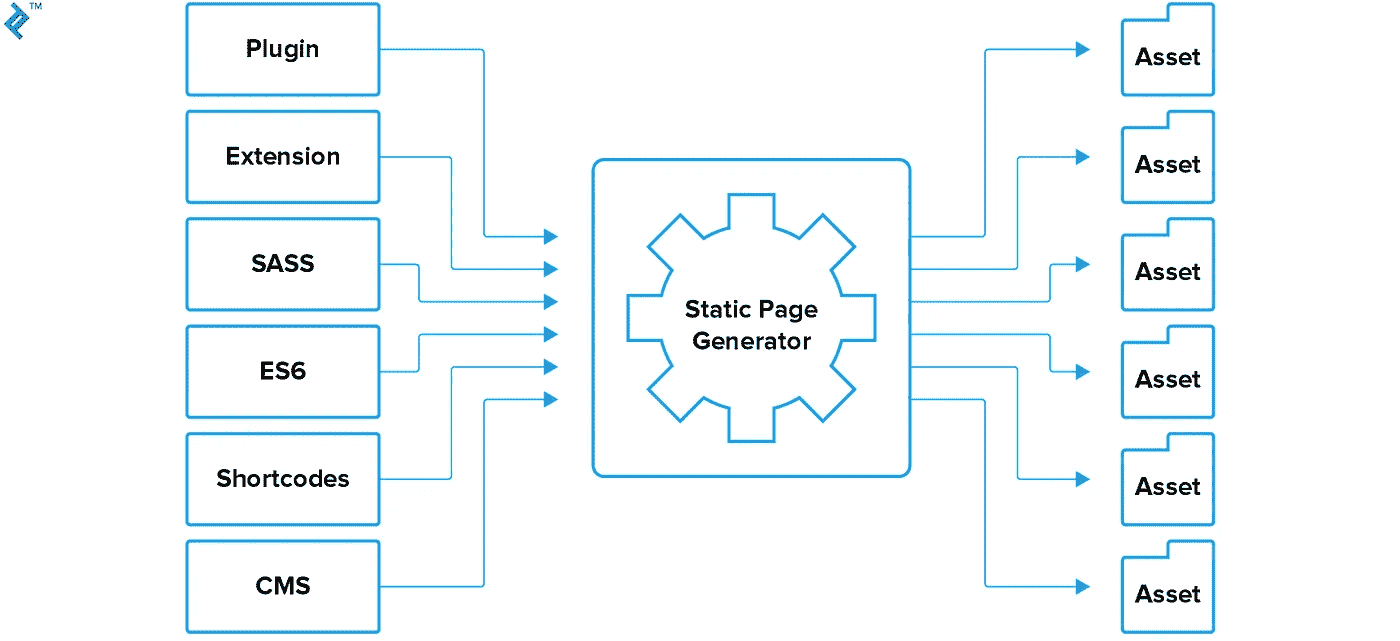 TM
Plugin
Extension
SASS
ES6
Shortcodes
CMS
Static Page
Generator
Asset
Asset
Asset
Asset
Asset
Asset